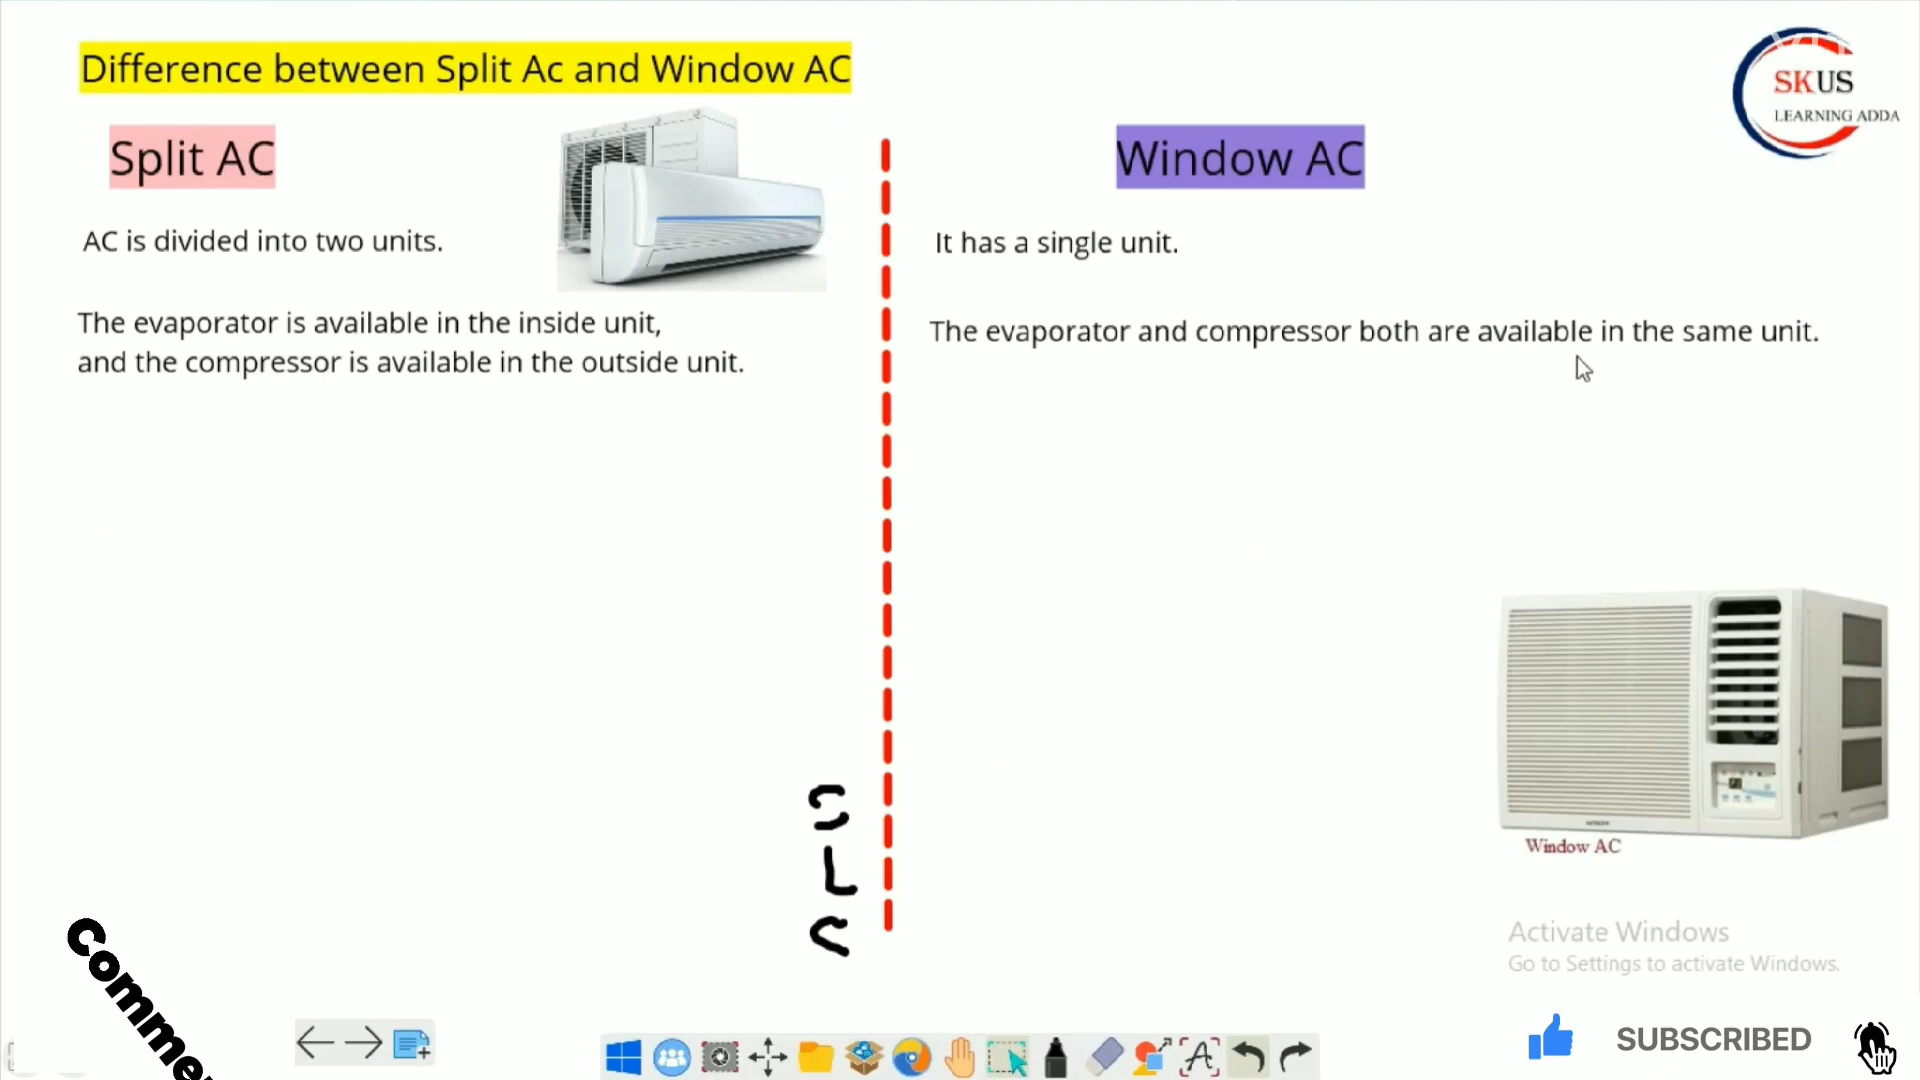 Difference between Split Ac and Window AC
SKUS
LEARNING ADDA
Split AC
Window AC
AC is divided into two units.
It has a single unit.
The evaporator is available in the inside unit,
and the compressor is available in the outside unit.
The evaporator and compressor both are available in the same unit.
S
L
C
HITACHI
Window AC
Activate Windows
Go to Settings to activate Windows.
SUBSCRIBED